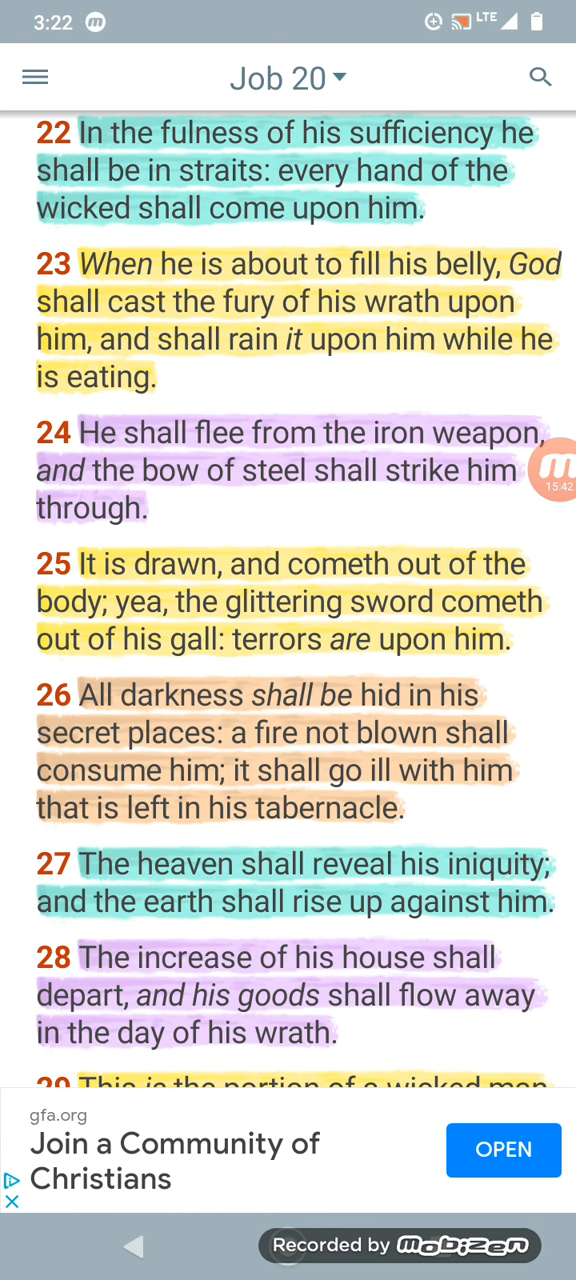 3:22 m LTE
Job 20
22 In the fulness of his sufficiency he
shall be in straits: every hand of the
wicked shall come upon him.
23 When he is about to fill his belly, God
shall cast the fury of his wrath upon
him, and shall rain it upon him while he
is eating.
24 He shall flee from the iron weapon,
and the bow of steel shall strike him
through.
m
15:42
25 It is drawn, and cometh out of the
body; yea, the glittering sword cometh
out of his gall: terrors are upon him.
26 All darkness shall be hid in his
secret places: a fire not blown shall
consume him; it shall go ill with him
that is left in his tabernacle.
27 The heaven shall reveal his iniquity;
and the earth shall rise up against him.
28 The increase of his house shall
depart, and his goods shall flow away
in the day of his wrath.
29 This is the portion of a wicked man
gfa.org
Join a Community of
Christians
OPEN
Recorded by mobizen